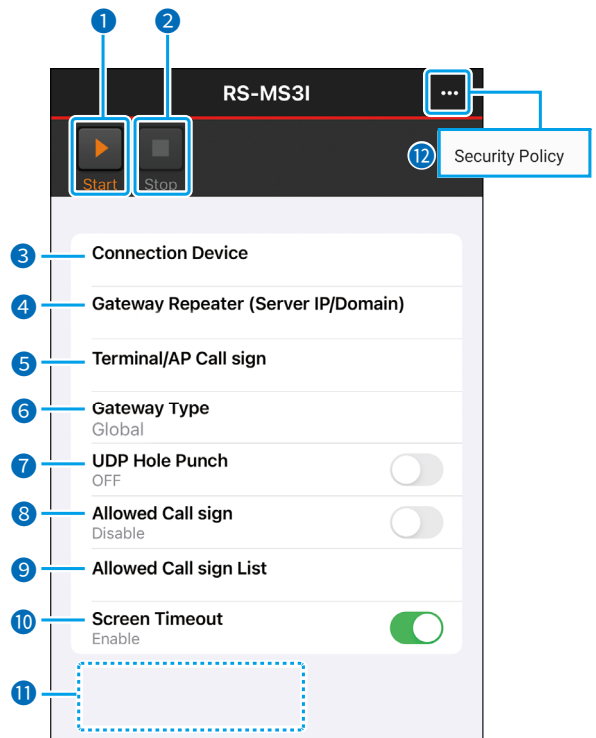 1 2
RS-MS3I
12 Security Policy
Start Stop
3 Connection Device
4 Gateway Repeater (Server IP/Domain)
5 Terminal/AP Call sign
6 Gateway Type
Global
7 UDP Hole Punch
OFF
8 Allowed Call sign
Disable
9 Allowed Call sign List
10 Screen Timeout
Enable
11